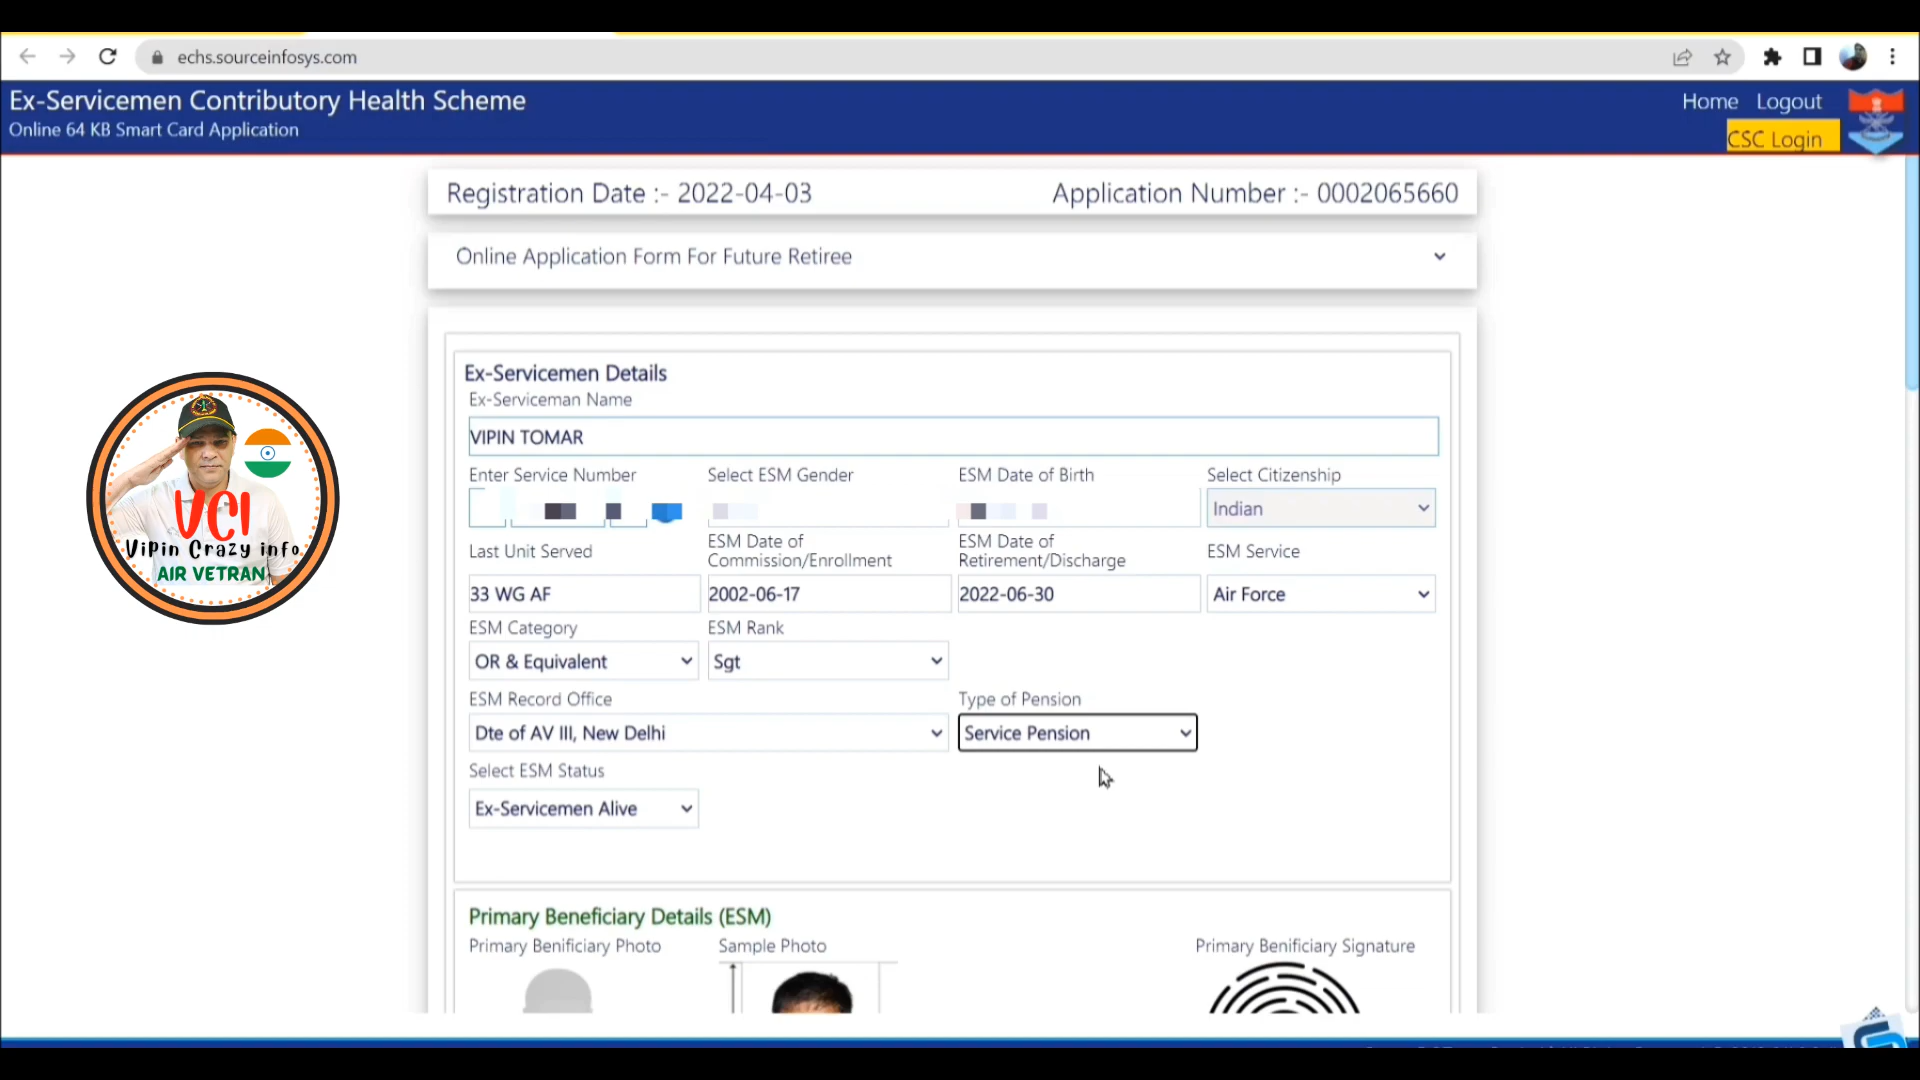 echs.sourceinfosys.com
Ex-Servicemen Contributory Health Scheme
Online 64 KB Smart Card Application
Home Logout
CSC Login
Registration Date :- 2022-04-03 Application Number :- 0002065660
Online Application Form For Future Retiree
Ex-Servicemen Details
Ex-Serviceman Name
VIPIN TOMAR
Enter Service Number Select ESM Gender ESM Date of Birth Select Citizenship
Indian
Last Unit Served
ESM Date of Commission/Enrollment
ESM Date of Retirement/Discharge
ESM Service
33 WG AF 2002-06-17 2022-06-30 Air Force
ESM Category ESM Rank
OR & Equivalent Sgt
ESM Record Office Type of Pension
Dte of AV III, New Delhi Service Pension
Select ESM Status
Ex-Servicemen Alive
Primary Beneficiary Details (ESM)
Primary Benificiary Photo Sample Photo Primary Benificiary Signature
VCI
ViPin Crazy info
AIR VETRAN